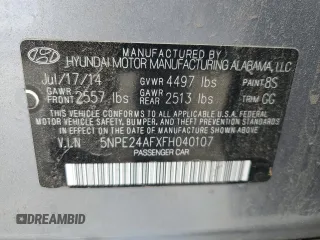 MANUFACTURED BY
HYUNDAI MOTOR MANUFACTURING ALABAMA, LLC
Jul/17/14 GVWR 4497 lbs PAINT 8S
GAWR FRONT 2557 lbs GAWR REAR 2513 lbs TRIM GG
THIS VEHICLE CONFORMS TO ALL APPLICABLE U.S. FEDERAL MOTOR
VEHICLE SAFETY, BUMPER, AND THEFT PREVENTION STANDARDS IN
EFFECT ON THE DATE OF MANUFACTURE SHOWN ABOVE.
V.I.N 5NPE24AFXFH040107
PASSENGER CAR